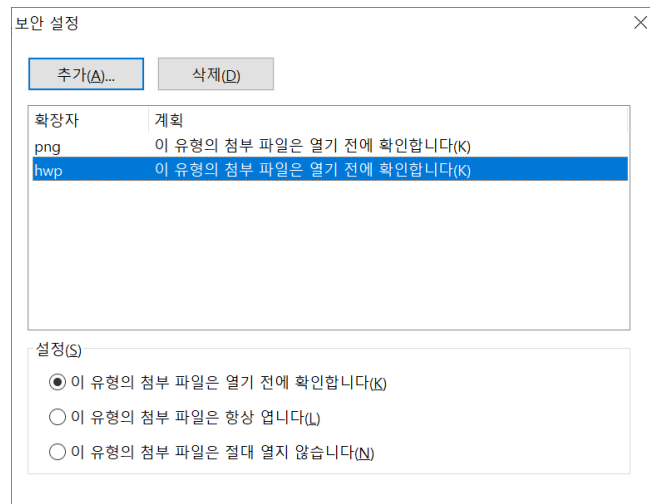 보안 설정
추가(A)... 삭제(D)
확장자 계획
png 이 유형의 첨부 파일은 열기 전에 확인합니다(K)
hwp 이 유형의 첨부 파일은 열기 전에 확인합니다(K)
설정(S)
이 유형의 첨부 파일은 열기 전에 확인합니다(K)
이 유형의 첨부 파일은 항상 엽니다(L)
이 유형의 첨부 파일은 절대 열지 않습니다(N)